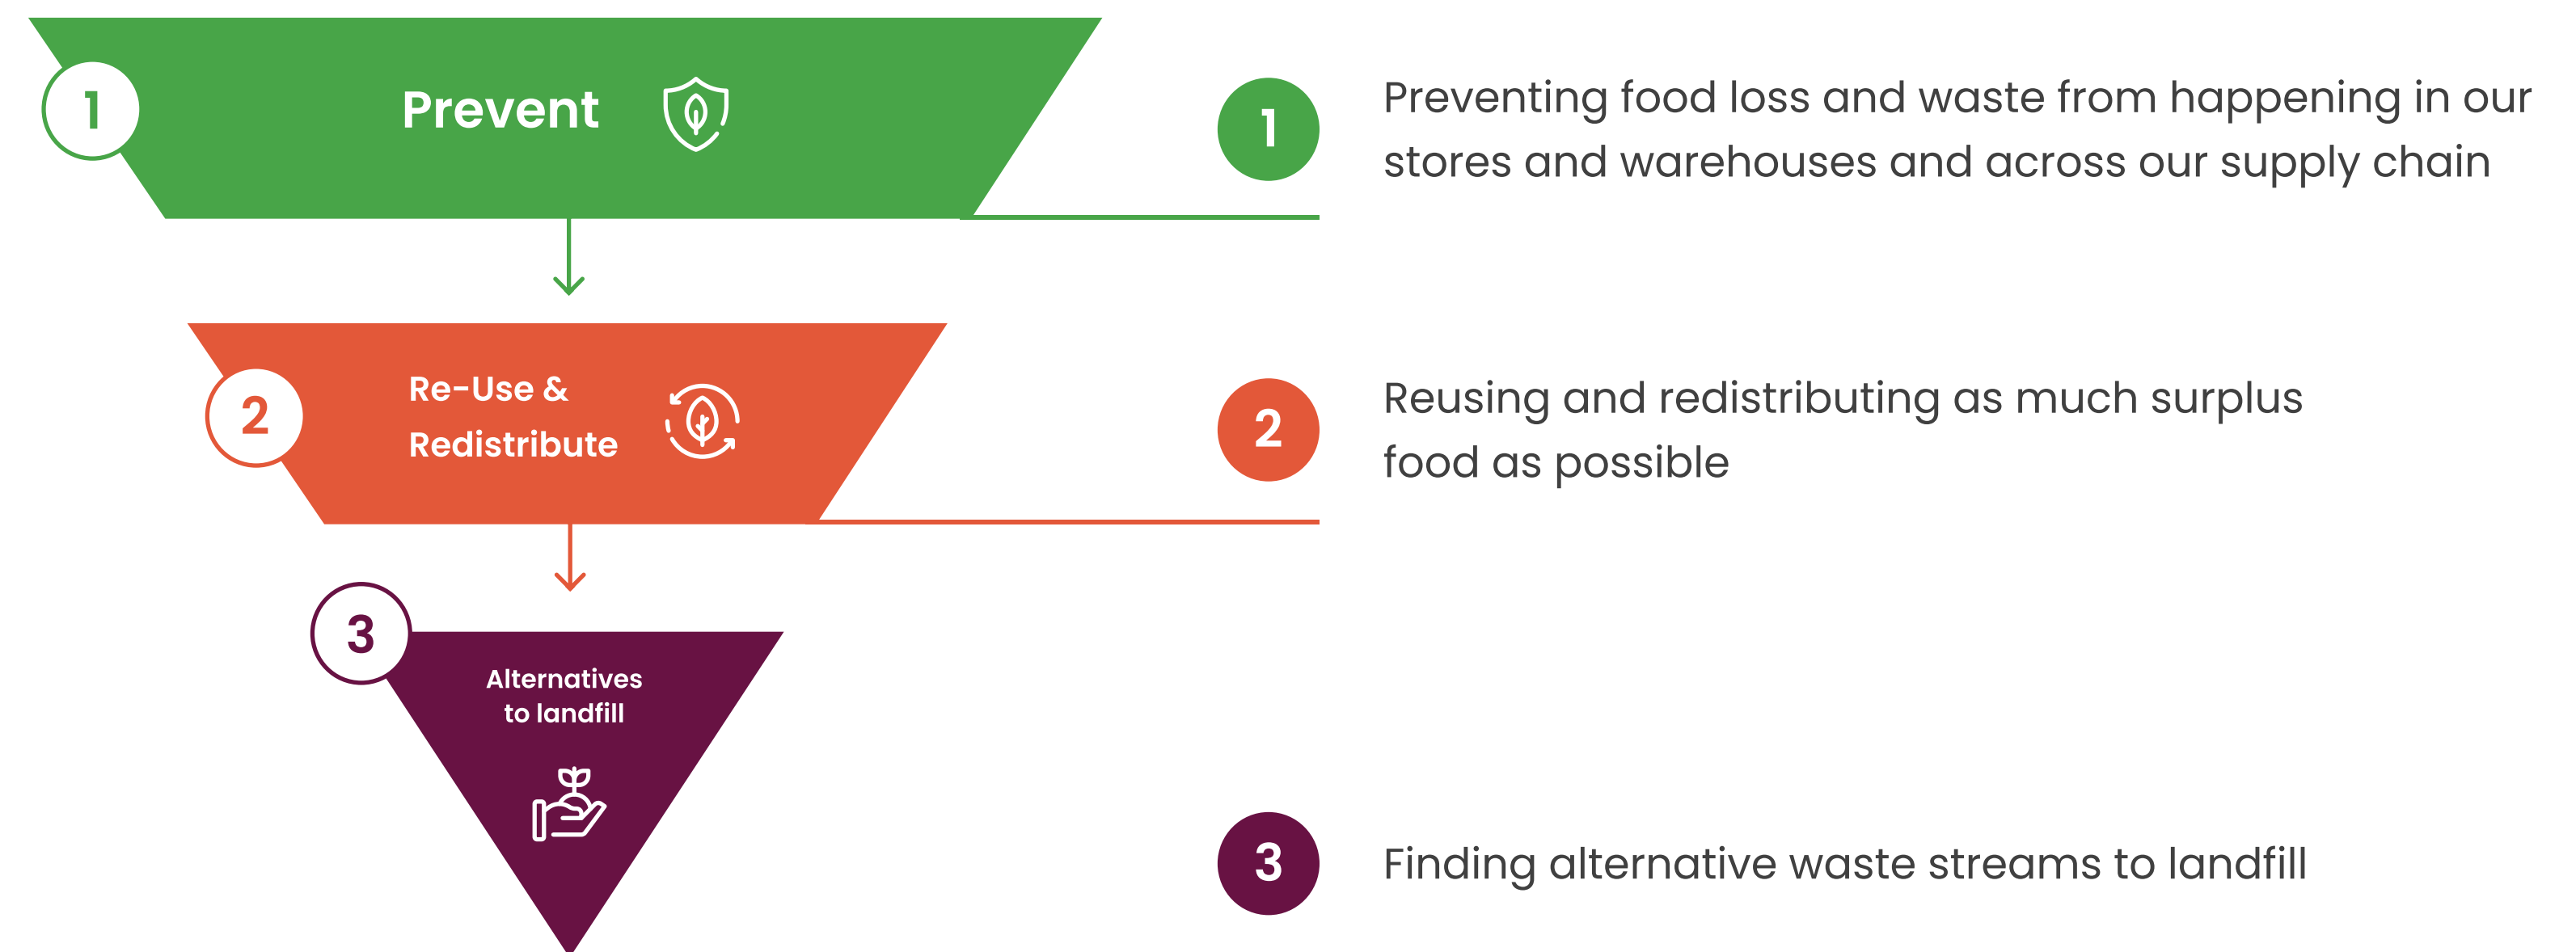 1
Prevent
1
Preventing food loss and waste from happening in our
stores and warehouses and across our supply chain
2
Re-Use &
Redistribute
2
Reusing and redistributing as much surplus
food as possible
3
Alternatives
to landfill
3
Finding alternative waste streams to landfill